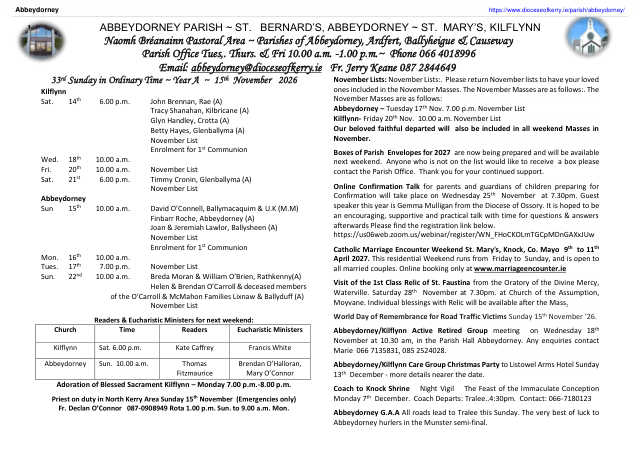 Abbeydorney
https://www.dioceseofkerry.ie/parish/abbeydorney/
ABBEYDORNEY PARISH ~ ST. BERNARD'S, ABBEYDORNEY ~ ST. MARY'S, KILFLYNN
Naomh Bréanainn Pastoral Area ~ Parishes of Abbeydorney, Ardfert, Ballyheigue & Causeway
Parish Office Tues,. Thurs. & Fri 10.00 a.m. -1.00 p.m.~ Phone 066 4018996
Email: abbeydorney@dioceseofkerry.ie Fr. Jerry Keane 087 2844649
33rd Sunday in Ordinary Time ~ Year A ~ 15th November 2026
Kilflynn
Sat. 14th 6.00 p.m. John Brennan, Rae (A)
Tracy Shanahan, Kilbricane (A)
Glyn Handley, Crotta (A)
Betty Hayes, Glenballyma (A)
November List
Enrolment for 1st Communion
Wed. 18th 10.00 a.m.
Fri. 20th 10.00 a.m. November List
Sat. 21st 6.00 p.m. Timmy Cronin, Glenballyma (A)
November List
Abbeydorney
Sun 15th 10.00 a.m. David O'Connell, Ballymacaquim & U.K (M.M)
Finbarr Roche, Abbeydorney (A)
Joan & Jeremiah Lawlor, Ballysheen (A)
November List
Enrolment for 1st Communion
Mon. 16th 10.00 a.m.
Tues. 17th 7.00 p.m. November List
Sun. 22nd 10.00 a.m. Breda Moran & William O'Brien, Rathkenny(A)
Helen & Brendan O'Carroll & deceased members
of the O'Carroll & McMahon Families Lixnaw & Ballyduff (A)
November List
Readers & Eucharistic Ministers for next weekend:
Church Time Readers Eucharistic Ministers
Kilflynn Sat. 6.00 p.m. Kate Caffrey Francis White
Abbeydorney Sun. 10.00 a.m. Thomas Brendan O'Halloran,
Fitzmaurice Mary O'Connor
Adoration of Blessed Sacrament Kilflynn – Monday 7.00 p.m.-8.00 p.m.
Priest on duty in North Kerry Area Sunday 15th November (Emergencies only)
Fr. Declan O'Connor 087-0908949 Rota 1.00 p.m. Sun. to 9.00 a.m. Mon.
November Lists: November Lists:. Please return November lists to have your loved
ones included in the November Masses. The November Masses are as follows:. The
November Masses are as follows:
Abbeydorney – Tuesday 17th Nov. 7.00 p.m. November List
Kilflynn- Friday 20th Nov. 10.00 a.m. November List
Our beloved faithful departed will also be included in all weekend Masses in
November.
Boxes of Parish Envelopes for 2027 are now being prepared and will be available
next weekend. Anyone who is not on the list would like to receive a box please
contact the Parish Office. Thank you for your continued support.
Online Confirmation Talk for parents and guardians of children preparing for
Confirmation will take place on Wednesday 25th November at 7.30pm. Guest
speaker this year is Gemma Mulligan from the Diocese of Ossory. It is hoped to be
an encouraging, supportive and practical talk with time for questions & answers
afterwards Please find the registration link below.
https://us06web.zoom.us/webinar/register/WN_FHoCKOLmTGCpMDnGAXxJUw
Catholic Marriage Encounter Weekend St. Mary's, Knock, Co. Mayo 9th to 11th
April 2027. This residential Weekend runs from Friday to Sunday, and is open to
all married couples. Online booking only at www.marriageencounter.ie
Visit of the 1st Class Relic of St. Faustina from the Oratory of the Divine Mercy,
Waterville. Saturday 28th November at 7.30pm: at Church of the Assumption,
Moyvane. Individual blessings with Relic will be available after the Mass,
World Day of Remembrance for Road Traffic Victims Sunday 15th November '26.
Abbeydorney/Kilflynn Active Retired Group meeting on Wednesday 18th
November at 10.30 am, in the Parish Hall Abbeydorney. Any enquiries contact
Marie 066 7135831, 085 2524028.
Abbeydorney/Kilflynn Care Group Christmas Party to Listowel Arms Hotel Sunday
13th December - more details nearer the date.
Coach to Knock Shrine Night Vigil The Feast of the Immaculate Conception
Monday 7th December. Coach Departs: Tralee..4:30pm. Contact: 066-7180123
Abbeydorney G.A.A All roads lead to Tralee this Sunday. The very best of luck to
Abbeydorney hurlers in the Munster semi-final.